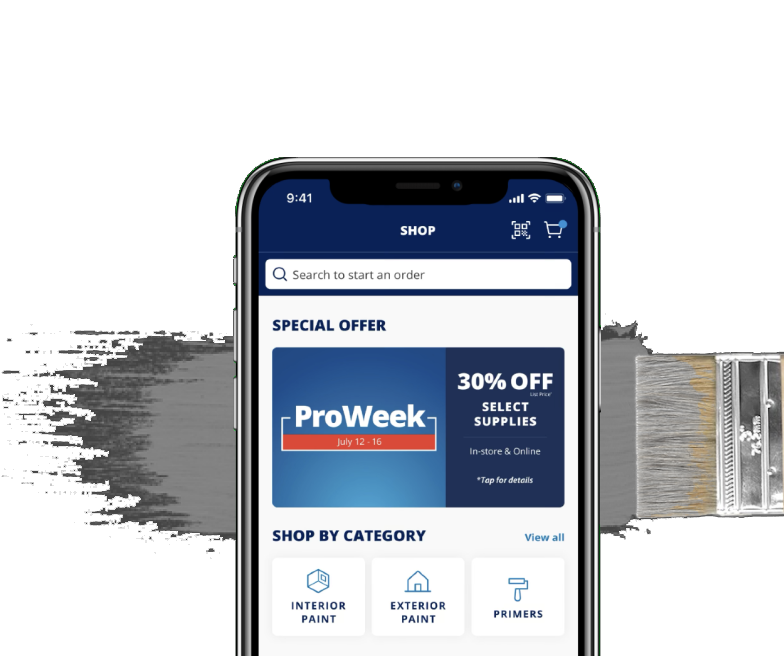 9:41
SHOP
Search to start an order
SPECIAL OFFER
ProWeek
July 12 - 16
30% OFF
List Price*
SELECT
SUPPLIES
In-store & Online
*Tap for details
SHOP BY CATEGORY
View all
INTERIOR
PAINT
EXTERIOR
PAINT
PRIMERS